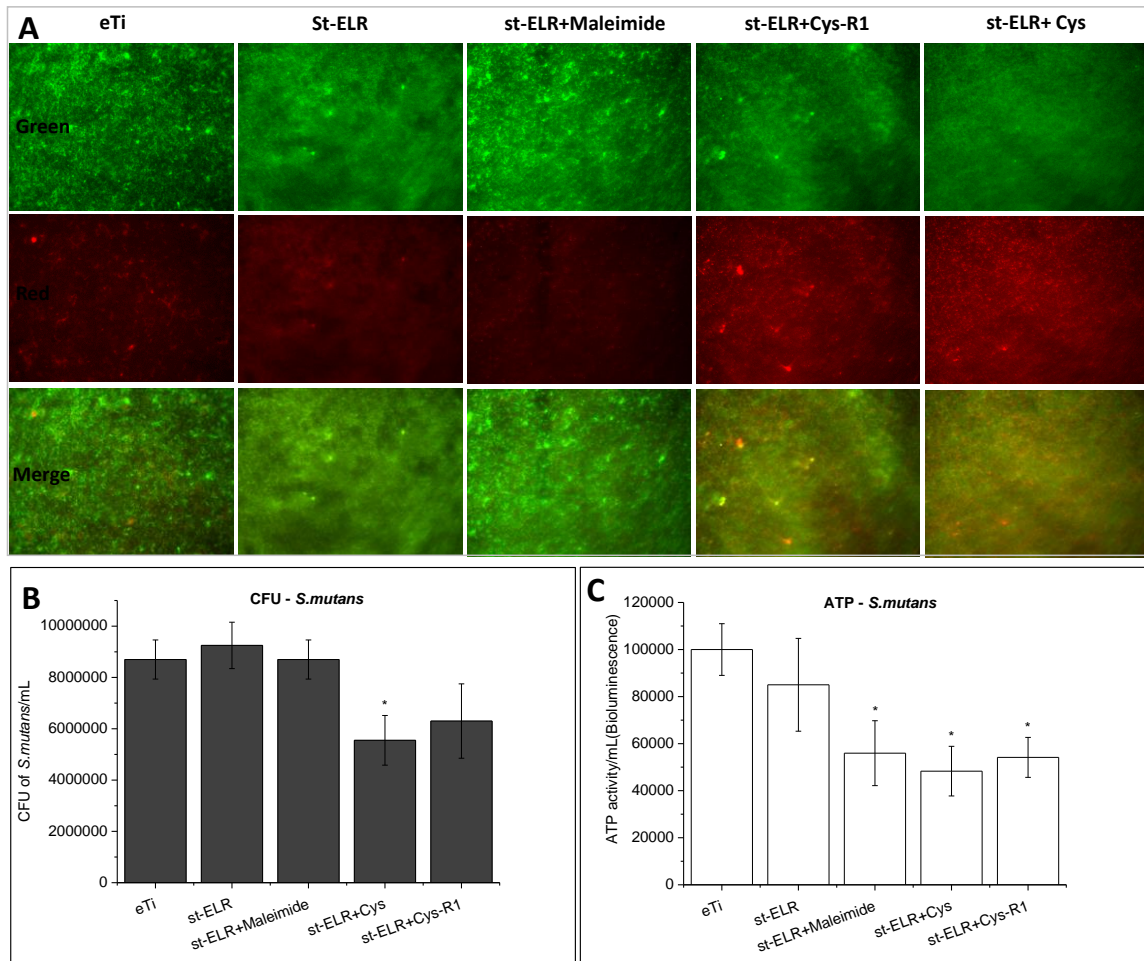 A
eTi St-ELR st-ELR+Maleimide st-ELR+Cys-R1 st-ELR+ Cys
Green
Red
Merge
B
CFU - S.mutans
CFU of S.mutans/mL
10000000
8000000
6000000
4000000
2000000
0
*
eTi
st-ELR
st-ELR+Maleimide
st-ELR+Cys
st-ELR+Cys-R1
C
ATP - S.mutans
ATP activity/mL(Bioluminescence)
120000
100000
80000
60000
40000
20000
0
* * *
eTi
st-ELR
st-ELR+Maleimide
st-ELR+Cys
st-ELR+Cys-R1